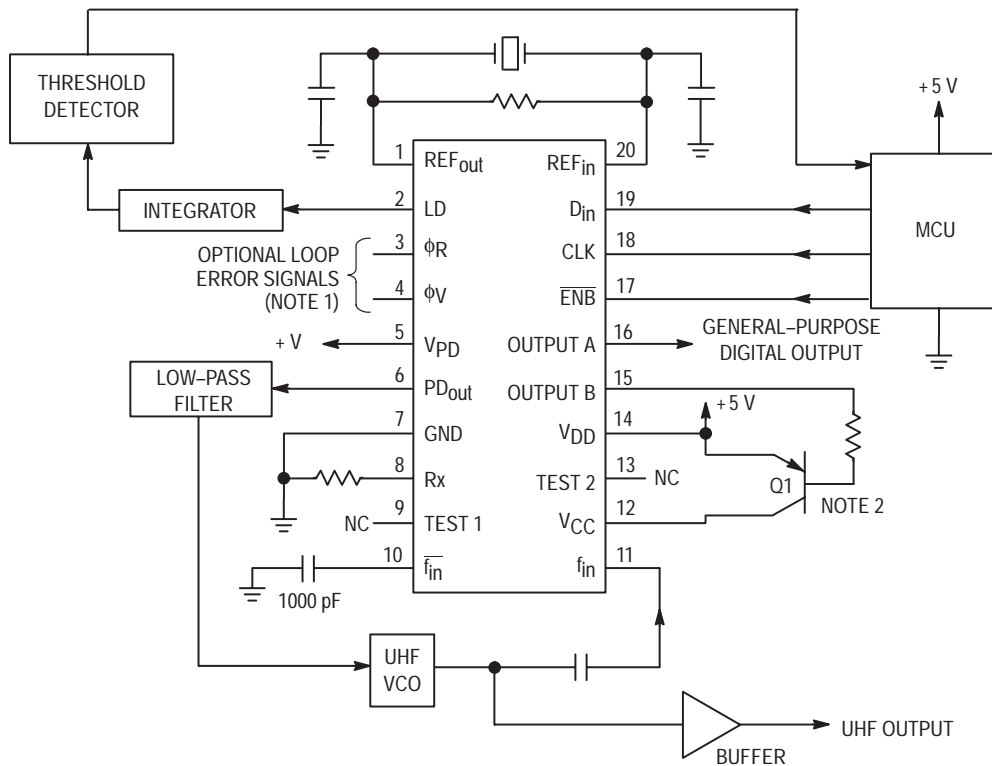 THRESHOLD
DETECTOR
INTEGRATOR
OPTIONAL LOOP
ERROR SIGNALS
(NOTE 1)
+ V
LOW–PASS
FILTER
NC
1000 pF
1
2
3
4
5
6
7
8
9
10
REFout
LD
ϕR
ϕV
VPD
PDout
GND
Rx
TEST 1
fin
REFin
Din
CLK
ENB
OUTPUT A
OUTPUT B
VDD
TEST 2
VCC
fin
20
19
18
17
16
15
14
13
12
11
+ 5 V
MCU
GENERAL–PURPOSE
DIGITAL OUTPUT
+ 5 V
NC
Q1
NOTE 2
UHF
VCO
BUFFER
UHF OUTPUT